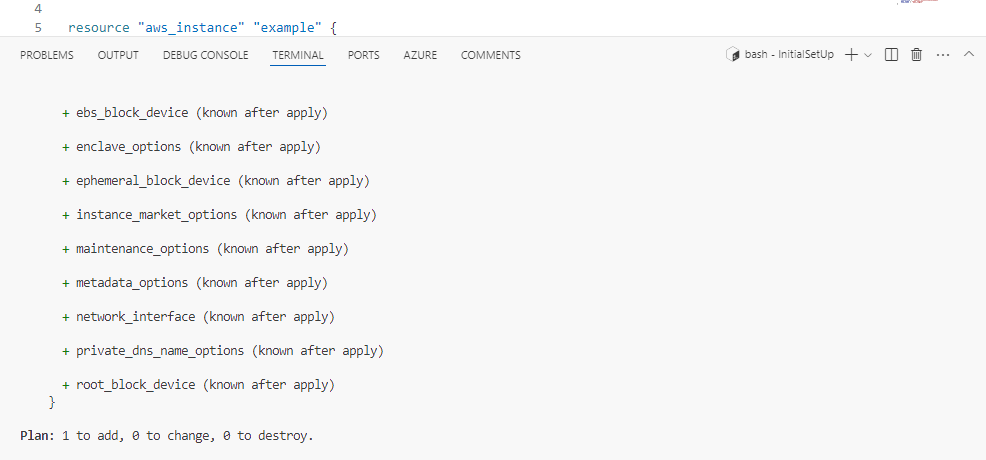 4
5 resource "aws_instance" "example" {
PROBLEMS OUTPUT DEBUG CONSOLE TERMINAL PORTS AZURE COMMENTS bash - InitialSetUp
+ ebs_block_device (known after apply)
+ enclave_options (known after apply)
+ ephemeral_block_device (known after apply)
+ instance_market_options (known after apply)
+ maintenance_options (known after apply)
+ metadata_options (known after apply)
+ network_interface (known after apply)
+ private_dns_name_options (known after apply)
+ root_block_device (known after apply)
}
Plan: 1 to add, 0 to change, 0 to destroy.